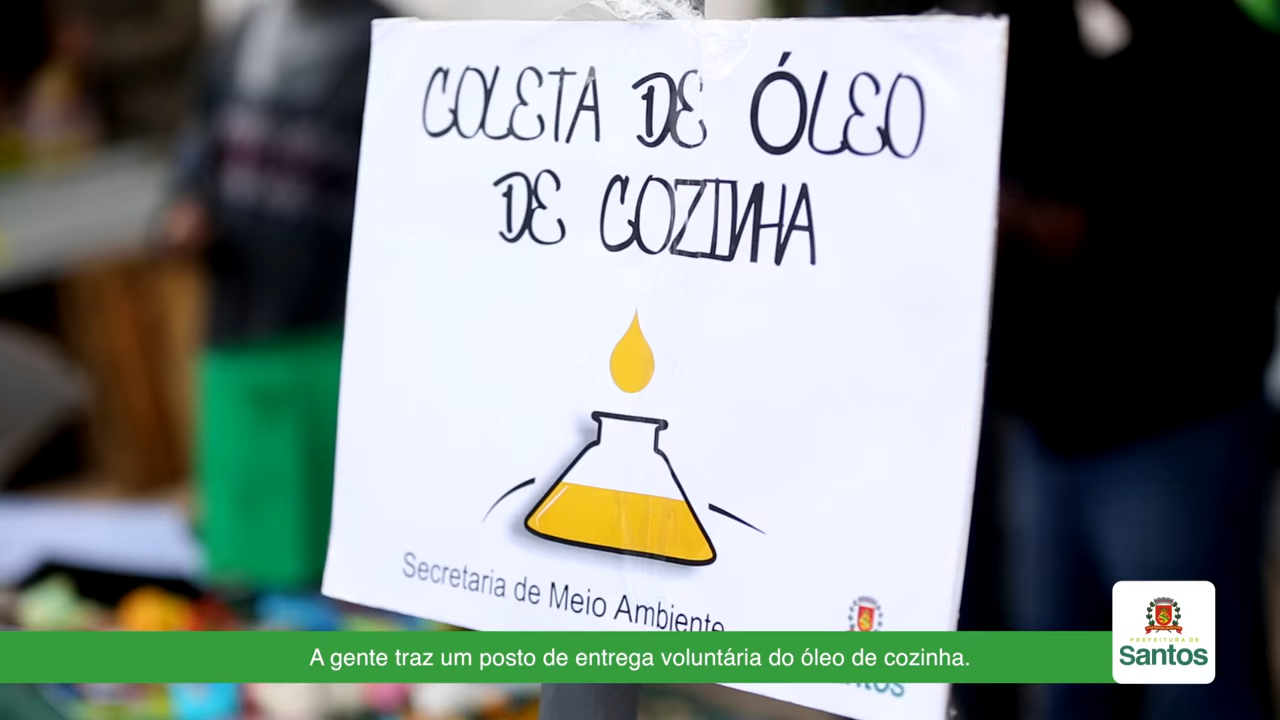 COLETA DE ÓLEO
DE COZINHA
Secretaria de Meio Ambiente
A gente traz um posto de entrega voluntária do óleo de cozinha.
PREFEITURA DE
Santos